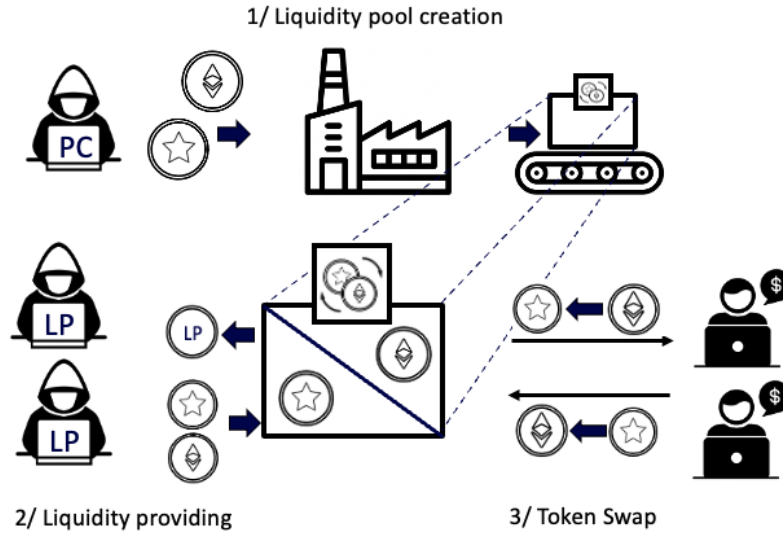 1/ Liquidity pool creation
PC
LP
LP
LP
$
$
2/ Liquidity providing
3/ Token Swap